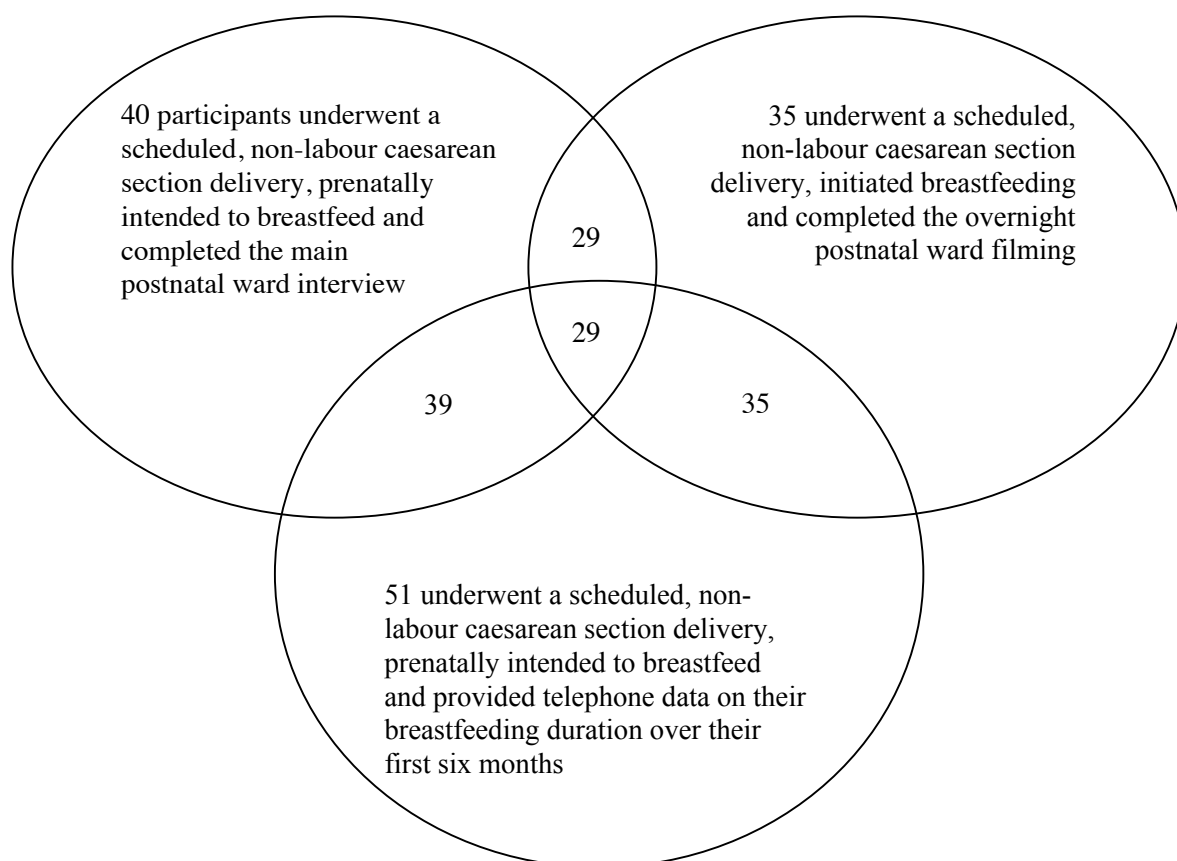 40 participants underwent a
scheduled, non-labour caesarean
section delivery, prenatally
intended to breastfeed and
completed the main
postnatal ward interview
35 underwent a scheduled,
non-labour caesarean section
delivery, initiated breastfeeding
and completed the overnight
postnatal ward filming
29
29
39
35
51 underwent a scheduled, non-
labour caesarean section delivery,
prenatally intended to breastfeed
and provided telephone data on their
breastfeeding duration over their
first six months